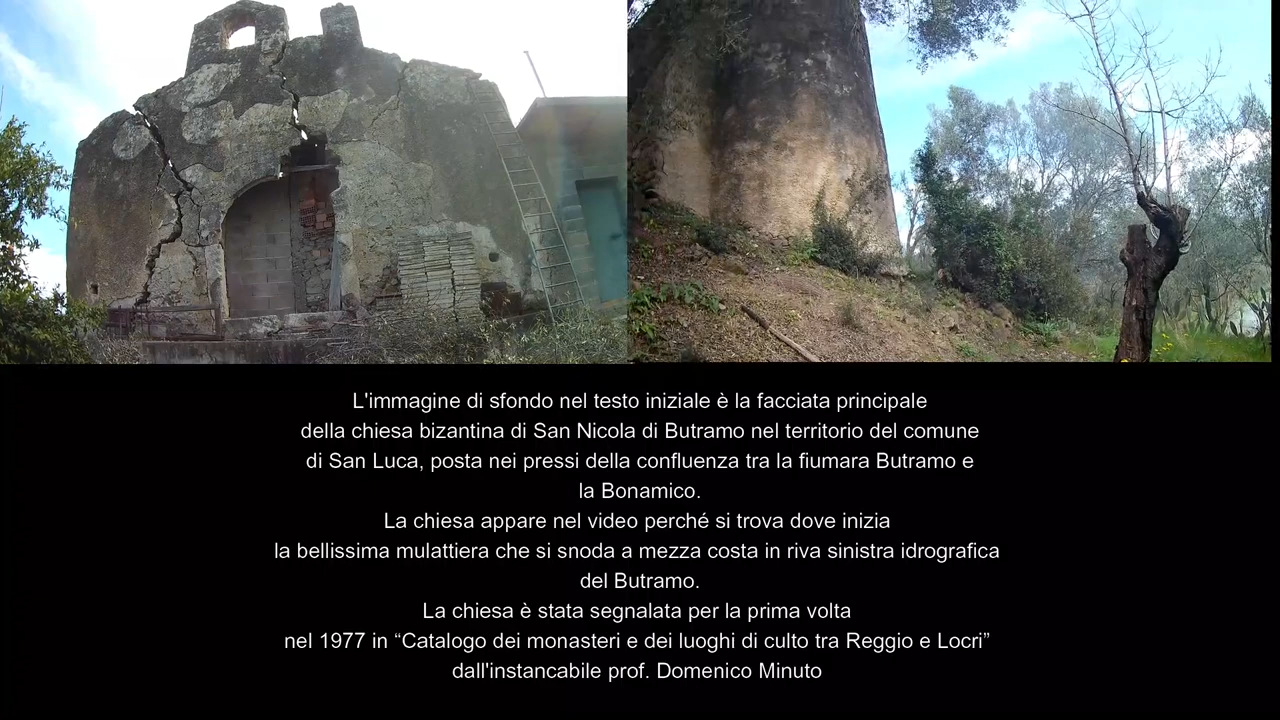 L'immagine di sfondo nel testo iniziale è la facciata principale
della chiesa bizantina di San Nicola di Butramo nel territorio del comune
di San Luca, posta nei pressi della confluenza tra la fiumara Butramo e
la Bonamico.
La chiesa appare nel video perché si trova dove inizia
la bellissima mulattiera che si snoda a mezza costa in riva sinistra idrografica
del Butramo.
La chiesa è stata segnalata per la prima volta
nel 1977 in “Catalogo dei monasteri e dei luoghi di culto tra Reggio e Locri”
dall'instancabile prof. Domenico Minuto